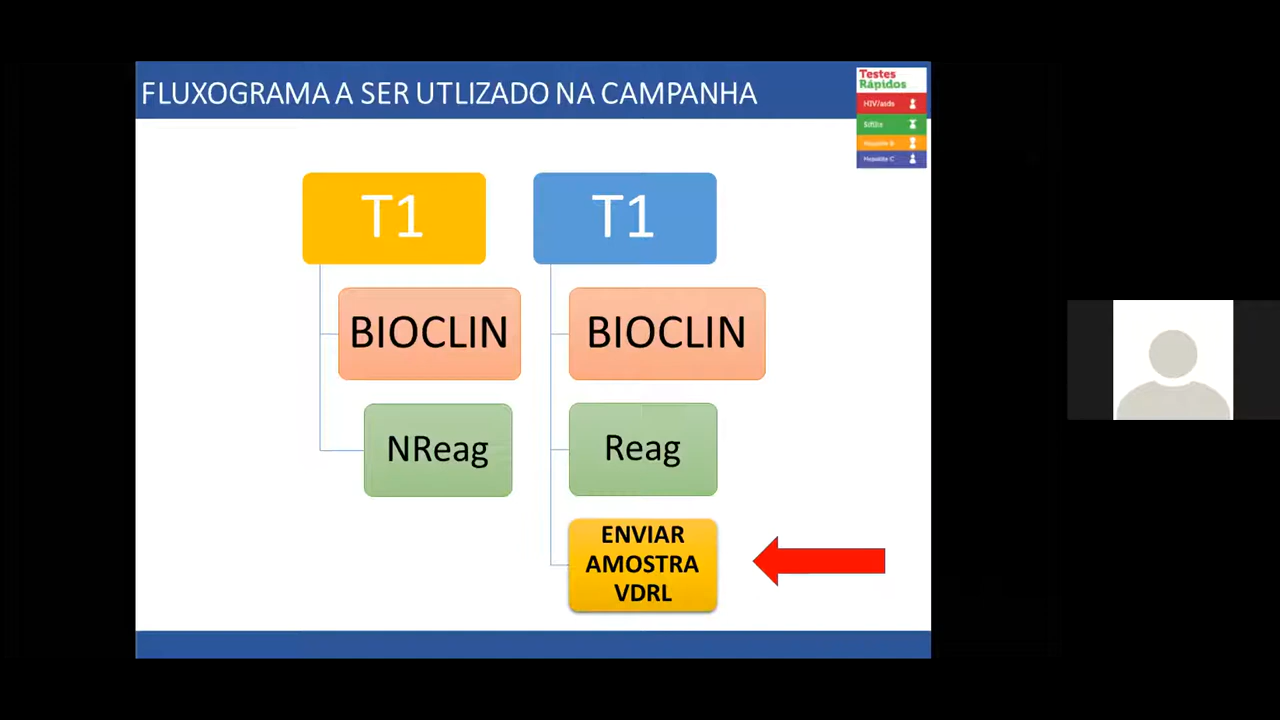 FLUXOGRAMA A SER UTLIZADO NA CAMPANHA
Testes
Rápidos
HIV/aids
Sífilis
Hepatite B
Hepatite C
T1
T1
BIOCLIN
BIOCLIN
NReag
Reag
ENVIAR
AMOSTRA
VDRL